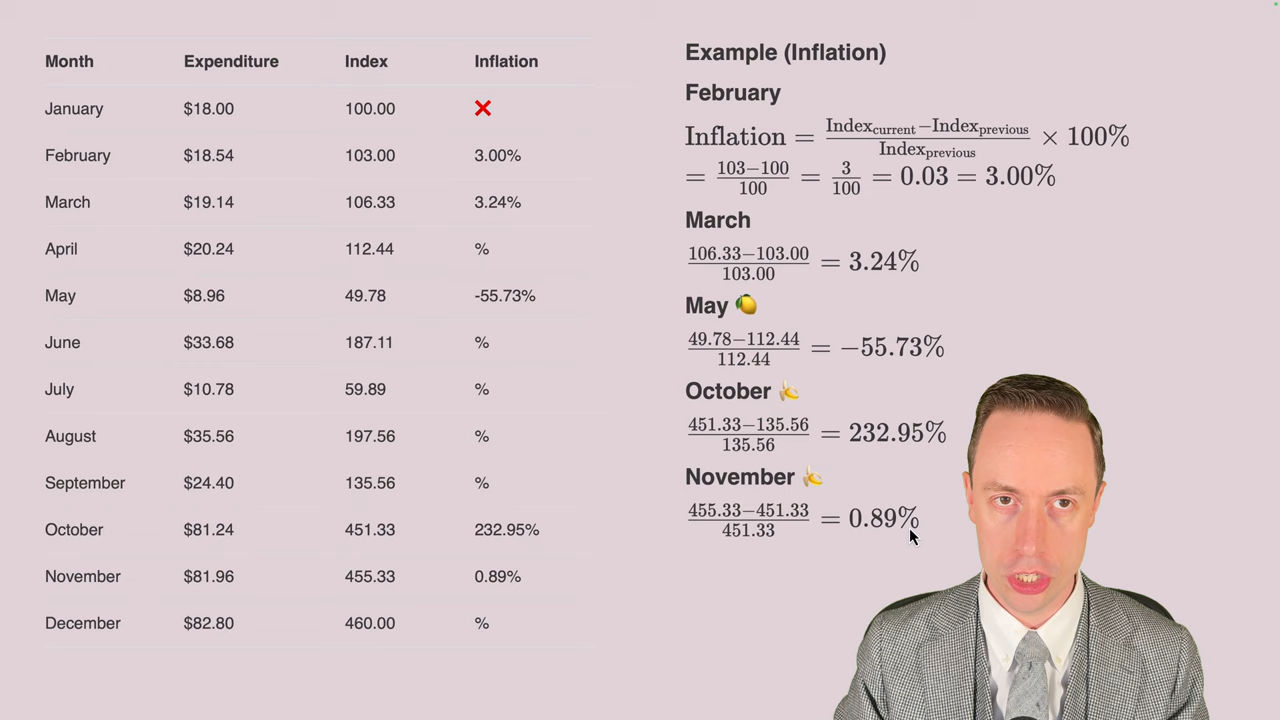 Month Expenditure Index Inflation
January $18.00 100.00 ❌
February $18.54 103.00 3.00%
March $19.14 106.33 3.24%
April $20.24 112.44 %
May $8.96 49.78 -55.73%
June $33.68 187.11 %
July $10.78 59.89 %
August $35.56 197.56 %
September $24.40 135.56 %
October $81.24 451.33 232.95%
November $81.96 455.33 0.89%
December $82.80 460.00 %
Example (Inflation)
February
Inflation = (Index_current − Index_previous) / Index_previous × 100%
= (103−100) / 100 = 3/100 = 0.03 = 3.00%
March
(106.33−103.00) / 103.00 = 3.24%
May 🍋
(49.78−112.44) / 112.44 = −55.73%
October 🍌
(451.33−135.56) / 135.56 = 232.95%
November 🍌
(455.33−451.33) / 451.33 = 0.89%